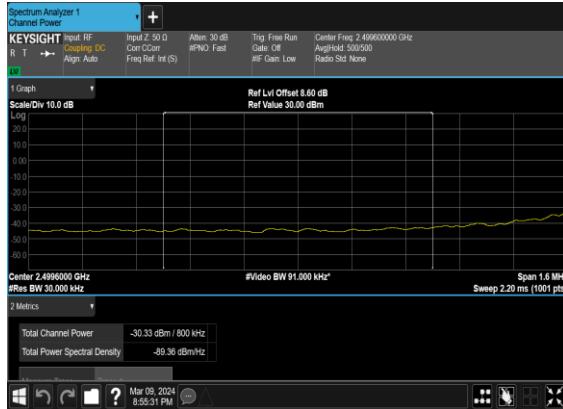 Spectrum Analyzer 1
Channel Power
+
KEYSIGHT
R T
Input: RF
Coupling: DC
Align: Auto
Input Z: 50 Ω
Corr CCorr
Freq Ref: Int (S)
Atten: 30 dB
#PNO: Fast
Trig: Free Run
Gate: Off
#IF Gain: Low
Center Freq: 2.499600000 GHz
Avg|Hold: 500/500
Radio Std: None
1 Graph
Scale/Div 10.0 dB
Ref Lvl Offset 8.60 dB
Ref Value 30.00 dBm
Log
20.0
10.0
0.00
-10.0
-20.0
-30.0
-40.0
-50.0
-60.0
Center 2.4996000 GHz
#Res BW 30.000 kHz
#Video BW 91.000 kHz*
Span 1.6 MH
Sweep 2.20 ms (1001 pts
2 Metrics
Total Channel Power -30.33 dBm / 800 kHz
Total Power Spectral Density -89.36 dBm/Hz
?
Mar 09, 2024
8:55:31 PM